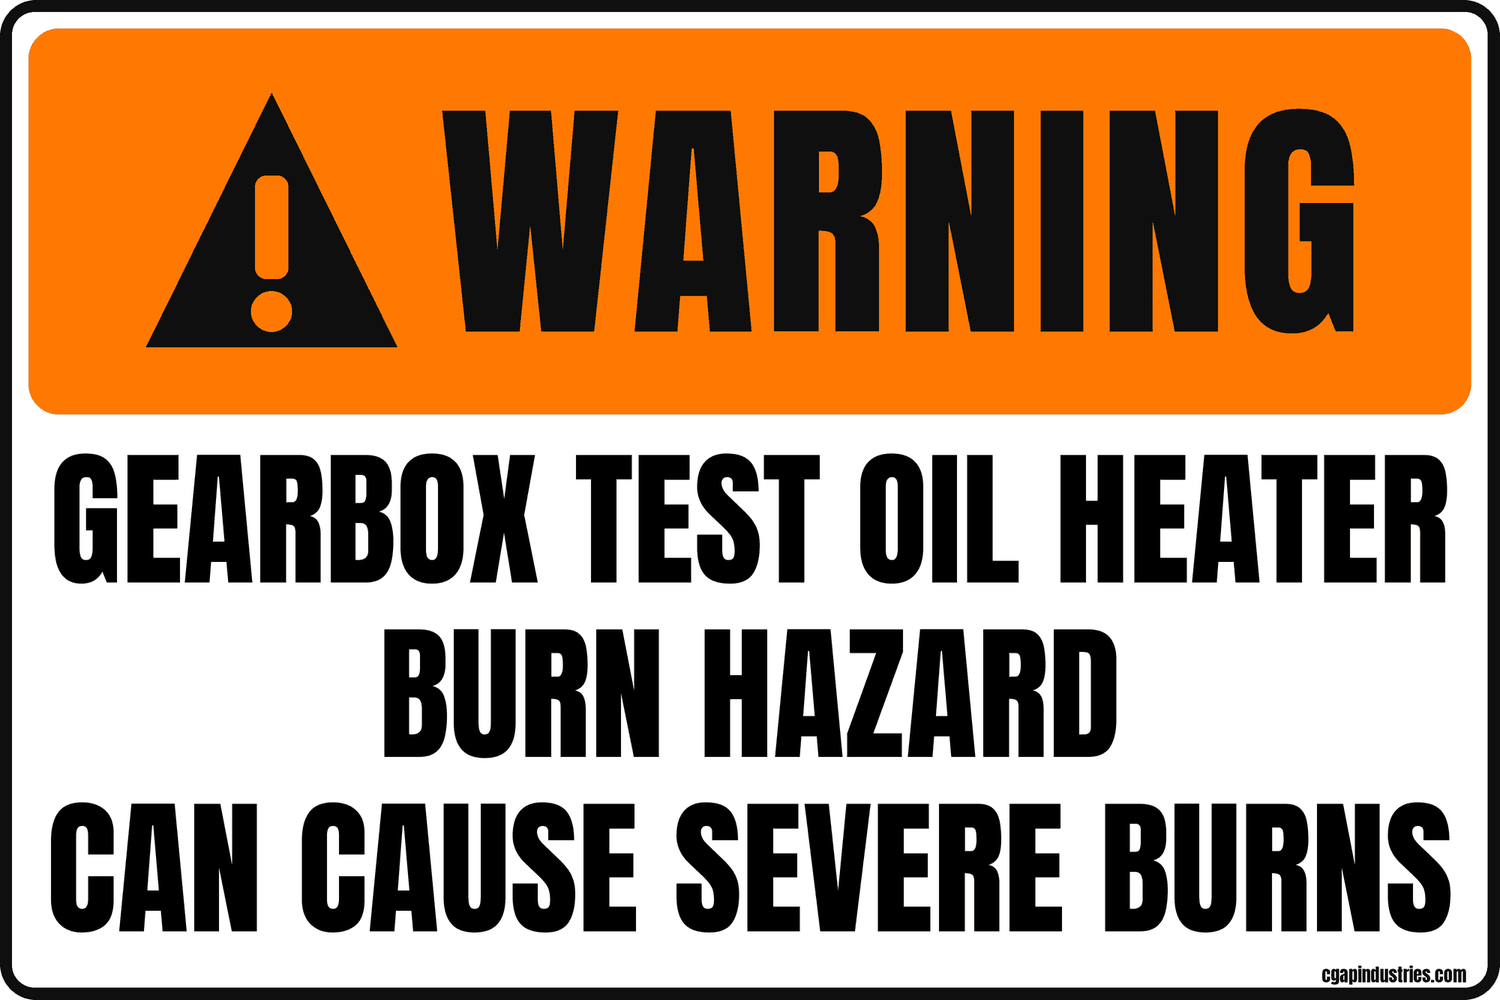 WARNING
GEARBOX TEST OIL HEATER
BURN HAZARD
CAN CAUSE SEVERE BURNS
cgapindustries.com